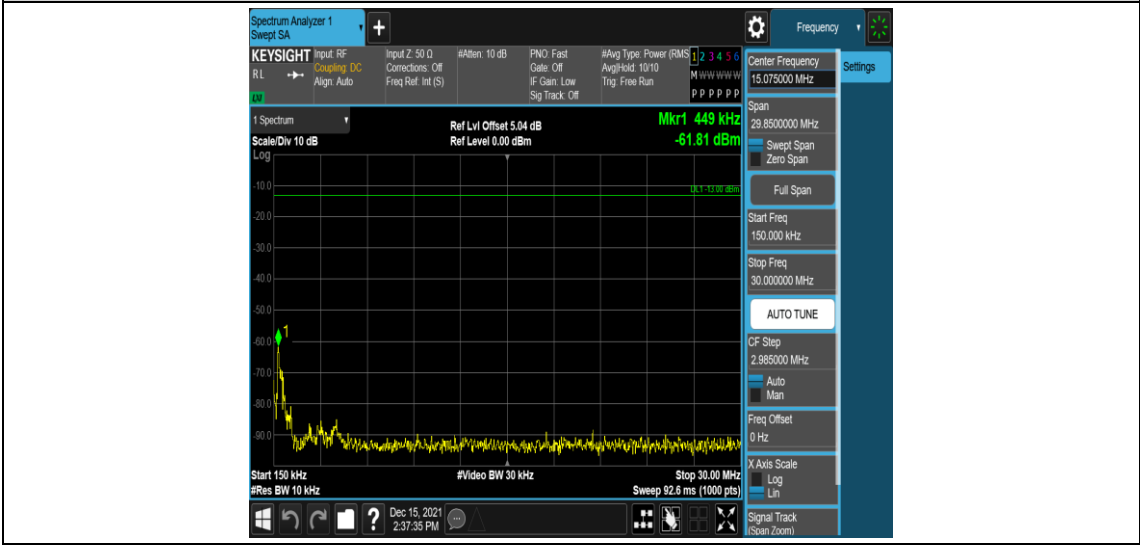 Spectrum Analyzer 1
Swept SA
+
Frequency
KEYSIGHT
RL
LM
Input: RF
Coupling: DC
Align: Auto
Input Z: 50 Ω
Corrections: Off
Freq Ref: Int (S)
#Atten: 10 dB
PNO: Fast
Gate: Off
IF Gain: Low
Sig Track: Off
#Avg Type: Power (RMS
Avg|Hold: 10/10
Trig: Free Run
1 2 3 4 5 6
M W W W W W
P P P P P P
1 Spectrum
Scale/Div 10 dB
Log
Ref Lvl Offset 5.04 dB
Ref Level 0.00 dBm
Mkr1 449 kHz
-61.81 dBm
DL1 -13.00 dBm
-10.0
-20.0
-30.0
-40.0
-50.0
-60.0
-70.0
-80.0
-90.0
1
Start 150 kHz
#Res BW 10 kHz
#Video BW 30 kHz
Stop 30.00 MHz
Sweep 92.6 ms (1000 pts)
Center Frequency
15.075000 MHz
Settings
Span
29.8500000 MHz
Swept Span
Zero Span
Full Span
Start Freq
150.000 kHz
Stop Freq
30.000000 MHz
AUTO TUNE
CF Step
2.985000 MHz
Auto
Man
Freq Offset
0 Hz
X Axis Scale
Log
Lin
Signal Track
(Span Zoom)
?
Dec 15, 2021
2:37:35 PM